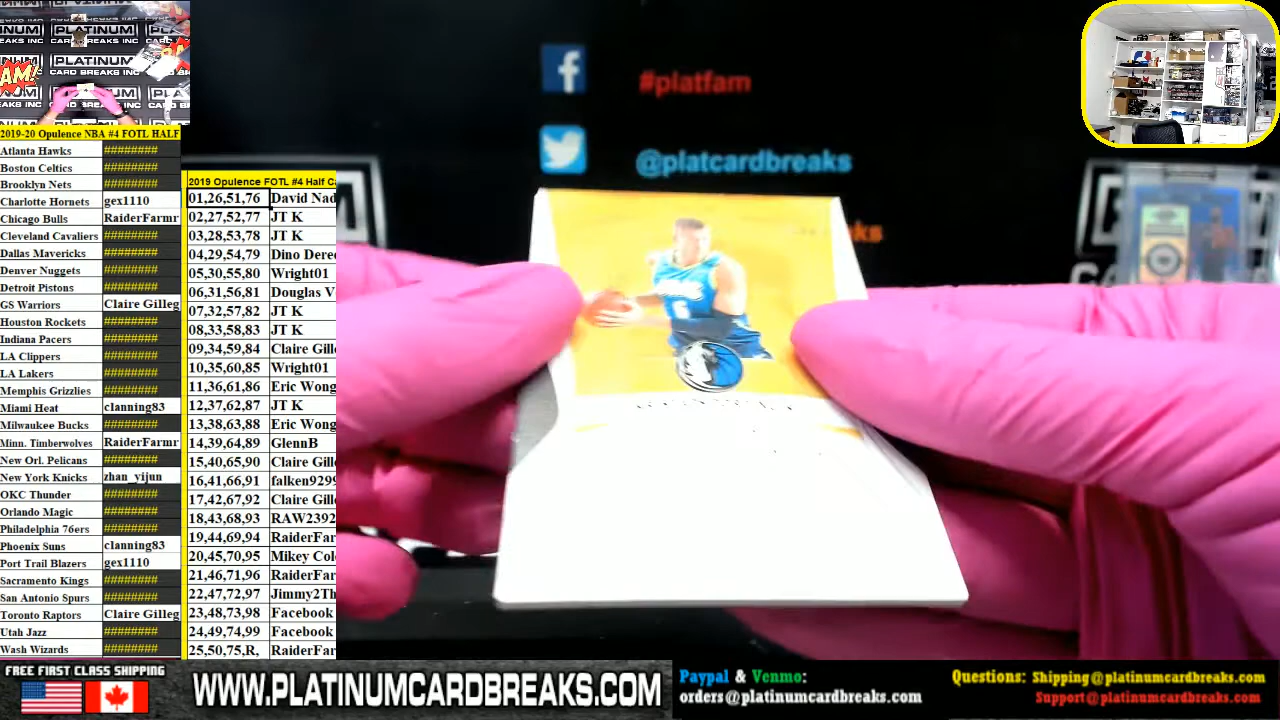 PLATINUM
CARD BREAKS INC
#platfam
@platcardbreaks
2019-20 Opulence NBA #4 FOTL HALF
Atlanta Hawks ########
Boston Celtics ########
Brooklyn Nets ########
Charlotte Hornets gex1110
Chicago Bulls RaiderFarmr
Cleveland Cavaliers ########
Dallas Mavericks ########
Denver Nuggets ########
Detroit Pistons ########
GS Warriors Claire Gilleg
Houston Rockets ########
Indiana Pacers ########
LA Clippers ########
LA Lakers ########
Memphis Grizzlies ########
Miami Heat clanning83
Milwaukee Bucks ########
Minn. Timberwolves RaiderFarmr
New Orl. Pelicans ########
New York Knicks zhan_yijun
OKC Thunder ########
Orlando Magic ########
Philadelphia 76ers ########
Phoenix Suns clanning83
Port Trail Blazers gex1110
Sacramento Kings ########
San Antonio Spurs ########
Toronto Raptors Claire Gilleg
Utah Jazz ########
Wash Wizards ########
2019 Opulence FOTL #4 Half Ca
01,26,51,76 David Nad
02,27,52,77 JT K
03,28,53,78 JT K
04,29,54,79 Dino Dere
05,30,55,80 Wright01
06,31,56,81 Douglas V
07,32,57,82 JT K
08,33,58,83 JT K
09,34,59,84 Claire Gille
10,35,60,85 Wright01
11,36,61,86 Eric Wong
12,37,62,87 JT K
13,38,63,88 Eric Wong
14,39,64,89 GlennB
15,40,65,90 Claire Gille
16,41,66,91 falken9299
17,42,67,92 Claire Gille
18,43,68,93 RAW2392
19,44,69,94 RaiderFar
20,45,70,95 Mikey Col
21,46,71,96 RaiderFar
22,47,72,97 Jimmy2Th
23,48,73,98 Facebook
24,49,74,99 Facebook
25,50,75,R, RaiderFar
FREE FIRST CLASS SHIPPING
WWW.PLATINUMCARDBREAKS.COM
Paypal & Venmo:
orders@platinumcardbreaks.com
Questions: Shipping@platinumcardbreaks.com
Support@platinumcardbreaks.com